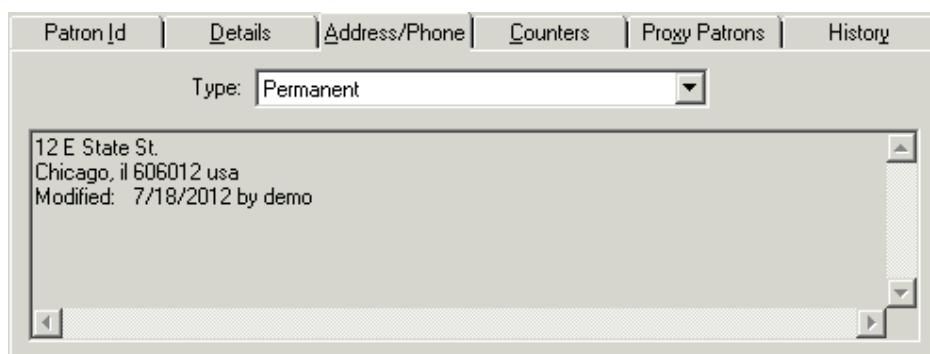 Patron Id Details Address/Phone Counters Proxy Patrons History
Type: Permanent
12 E State St.
Chicago, il 606012 usa
Modified: 7/18/2012 by demo